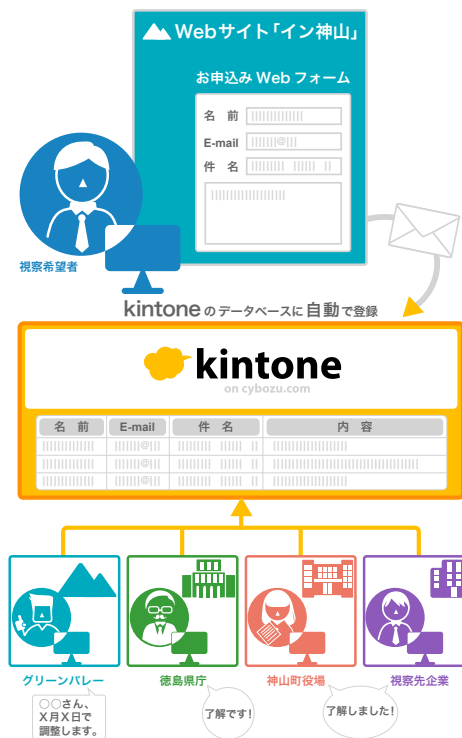 Webサイト「イン神山」
お申込み Web フォーム
名 前
E-mail
@
件 名
視察希望者
kintone のデータベースに自動で登録
kintone
on cybozu.com
名 前 E-mail 件 名 内 容
@
@
@
グリーンバレー 徳島県庁 神山町役場 視察先企業
○○さん、
X月X日で
調整します。
了解です!
了解しました!